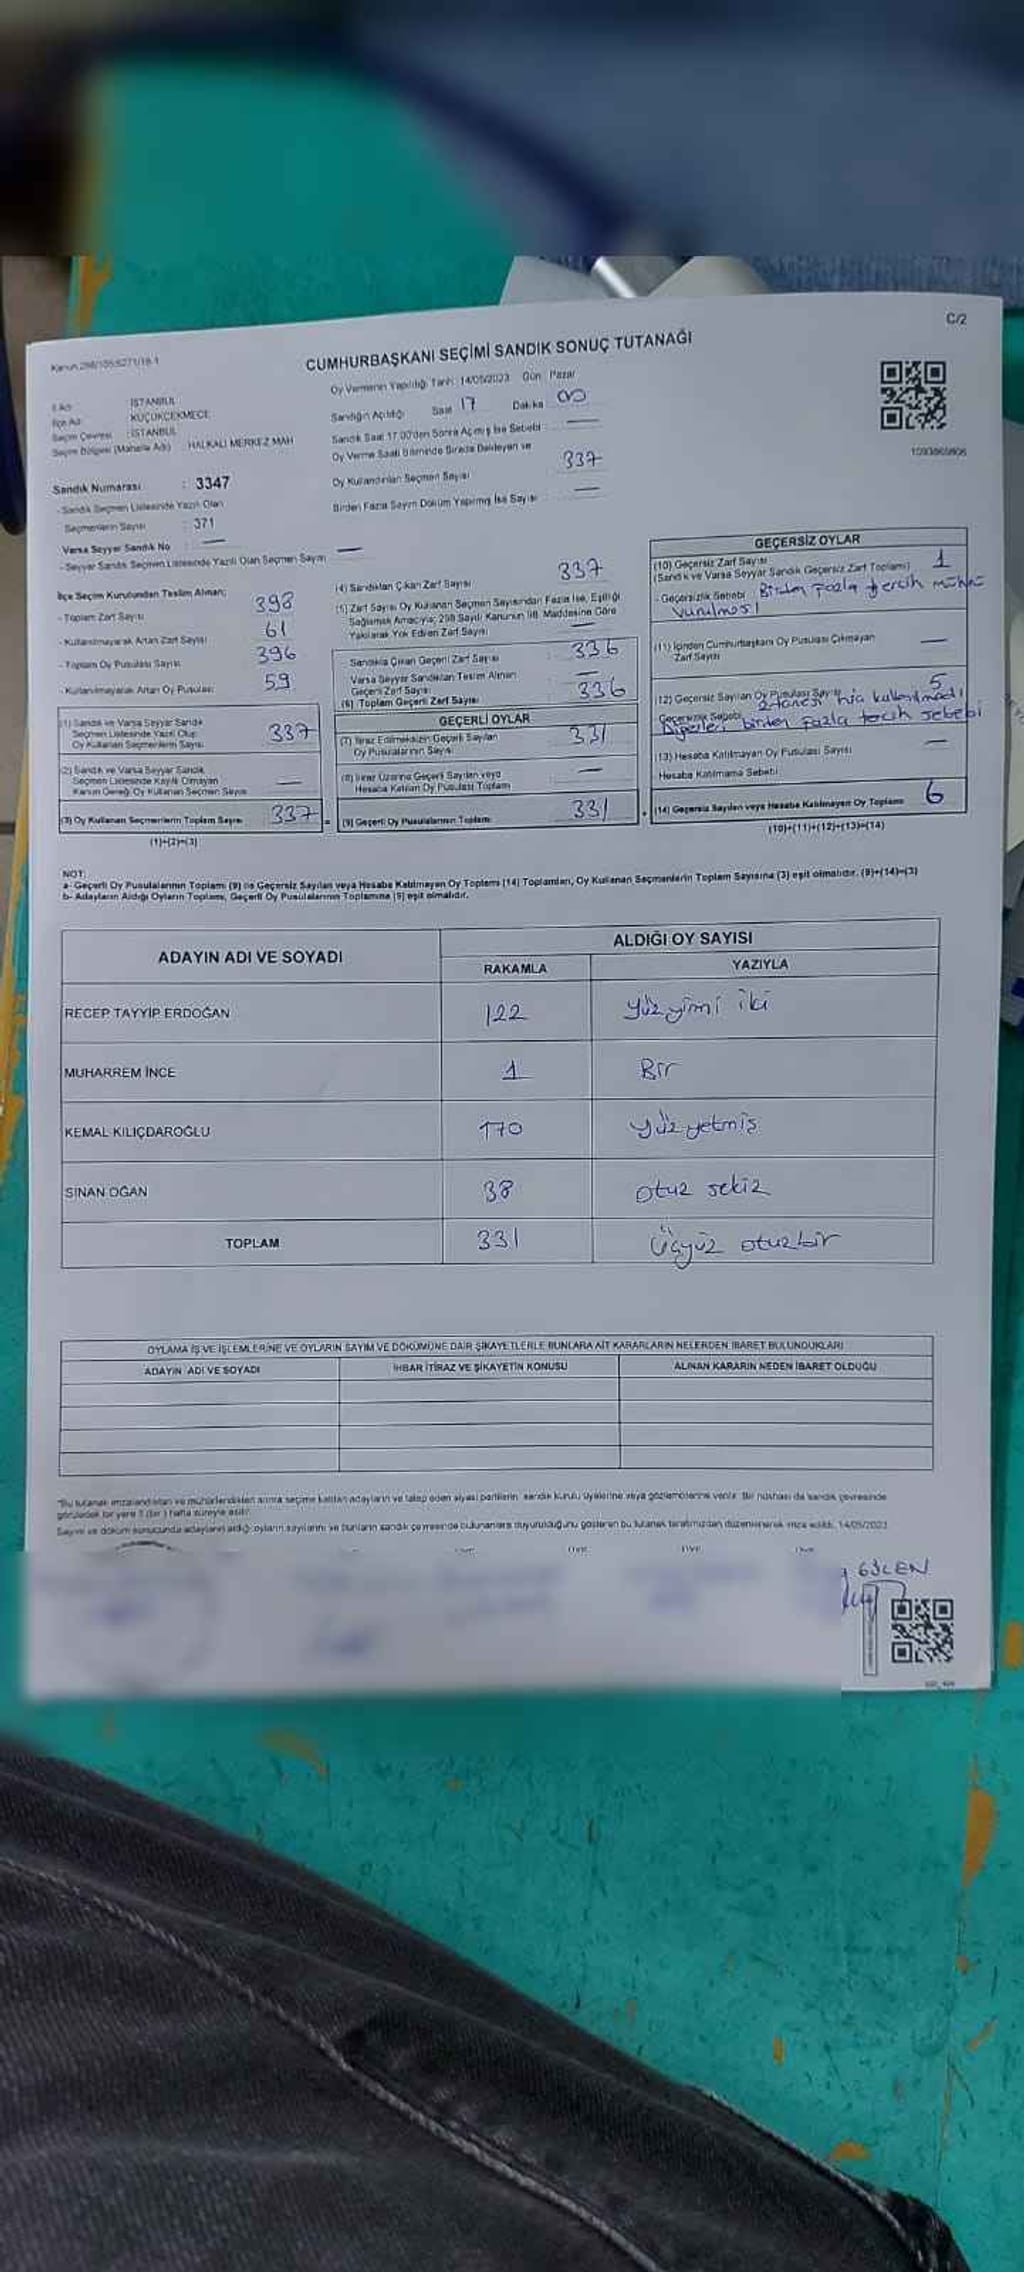 C/2
CUMHURBAŞKANI SEÇİMİ SANDIK SONUÇ TUTANAĞI
Oy Vermenin Yapıldığı Tarih: 14/05/2023 Gün: Pazar
İl Adı : İSTANBUL
İlçe Adı : KÜÇÜKÇEKMECE
Seçim Çevresi : İSTANBUL
Seçim Bölgesi (Mahalle Adı) : HALKALI MERKEZ MAH
Sandığın Açıldığı Saat 17 Dakika 00
Sandık Saat 17.00'den Sonra Açılmış İse Sebebi : —
Oy Verme Saati Bitiminde Sırada Bekleyen ve
Oy Kullandırılan Seçmen Sayısı 337
Birden Fazla Sayım Döküm Yapılmış İse Sayısı —
Sandık Numarası : 3347
- Sandık Seçmen Listesinde Yazılı Olan
Seçmenlerin Sayısı : 371
Varsa Seyyar Sandık No —
- Seyyar Sandık Seçmen Listesinde Yazılı Olan Seçmen Sayısı —
İlçe Seçim Kurulundan Teslim Alınan;
- Toplam Zarf Sayısı 398
- Kullanılmayarak Artan Zarf Sayısı 61
- Toplam Oy Pusulası Sayısı 396
- Kullanılmayarak Artan Oy Pusulası 59
(1) Sandık ve Varsa Seyyar Sandık
Seçmen Listesinde Yazılı Olup
Oy Kullanan Seçmenlerin Sayısı 337
(2) Sandık ve Varsa Seyyar Sandık
Seçmen Listesinde Kayıtlı Olmayan
Kanun Gereği Oy Kullanan Seçmen Sayısı —
(3) Oy Kullanan Seçmenlerin Toplam Sayısı 337
(1)+(2)=(3)
(4) Sandıktan Çıkan Zarf Sayısı 337
(5) Zarf Sayısı Oy Kullanan Seçmen Sayısından Fazla İse, Eşitliği
Sağlamak Amacıyla; 298 Sayılı Kanunun 98. Maddesine Göre
Yakılarak Yok Edilen Zarf Sayısı —
Sandıkta Çıkan Geçerli Zarf Sayısı 336
Varsa Seyyar Sandıktan Teslim Alınan
Geçerli Zarf Sayısı —
(6) Toplam Geçerli Zarf Sayısı 336
GEÇERLİ OYLAR
(7) İtiraz Edilmeksizin Geçerli Sayılan
Oy Pusulalarının Sayısı 331
(8) İtiraz Üzerine Geçerli Sayılan veya
Hesaba Katılan Oy Pusulası Toplamı —
(9) Geçerli Oy Pusulalarının Toplamı 331
GEÇERSİZ OYLAR
(10) Geçersiz Zarf Sayısı 1
(Sandık ve Varsa Seyyar Sandık Geçersiz Zarf Toplamı)
- Geçersizlik Sebebi : Birden fazla tercih mührü
vurulması
(11) İçinden Cumhurbaşkanı Oy Pusulası Çıkmayan
Zarf Sayısı —
(12) Geçersiz Sayılan Oy Pusulası Sayısı 5
Geçersizlik Sebebi 2 tanesi hiç kullanılmadı
Diğerler, birden fazla tercih sebebi
(13) Hesaba Katılmayan Oy Pusulası Sayısı —
Hesaba Katılmama Sebebi
(14) Geçersiz Sayılan veya Hesaba Katılmayan Oy Toplamı 6
(10)+(11)+(12)+(13)=(14)
NOT:
a- Geçerli Oy Pusulalarının Toplamı (9) ile Geçersiz Sayılan veya Hesaba Katılmayan Oy Toplamı (14) Toplamları, Oy Kullanan Seçmenlerin Toplam Sayısına (3) eşit olmalıdır. (9)+(14)=(3)
b- Adayların Aldığı Oyların Toplamı, Geçerli Oy Pusulalarının Toplamına (9) eşit olmalıdır.
ADAYIN ADI VE SOYADI
ALDIĞI OY SAYISI
RAKAMLA YAZIYLA
RECEP TAYYİP ERDOĞAN 122 Yüz yirmi iki
MUHARREM İNCE 1 Bir
KEMAL KILIÇDAROĞLU 170 yüz yetmiş
SİNAN OĞAN 38 otuz sekiz
TOPLAM 331 Üçyüz otuzbir
OYLAMA İŞ VE İŞLEMLERİNE VE OYLARIN SAYIM VE DÖKÜMÜNE DAİR ŞİKAYETLERLE BUNLARA AİT KARARLARIN NELERDEN İBARET BULUNDUKLARI
ADAYIN ADI VE SOYADI
İHBAR İTİRAZ VE ŞİKAYETİN KONUSU
ALINAN KARARIN NEDEN İBARET OLDUĞU
"Bu tutanak imzalandıktan ve mühürlendikten sonra seçime katılan adayların ve talep eden siyasi partilerin sandık kurulu üyelerine veya gözlemcilerine verilir. Bir nüshası da sandık çevresinde
görülebilir bir yere 1 (bir) hafta süreyle asılır.
Sayım ve döküm sonucunda adayların aldığı oyların sayılarını ve bunların sandık çevresinde bulunanlara duyurulduğunu gösteren bu tutanak tarafımızdan düzenlenerek imza edildi. 14/05/2023
GÜLEN